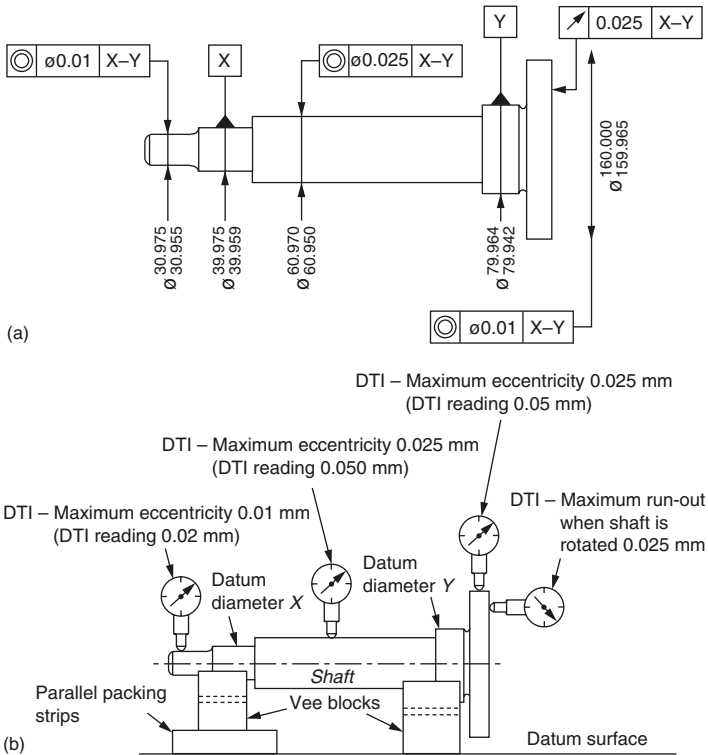 ø0.01 X–Y
X
ø0.025 X–Y
Y
0.025 X–Y
ø 30.975
30.955
ø 39.975
39.959
ø 60.970
60.950
ø 79.964
79.942
ø 160.000
159.965
ø0.01 X–Y
(a)
DTI – Maximum eccentricity 0.025 mm
(DTI reading 0.05 mm)
DTI – Maximum eccentricity 0.025 mm
(DTI reading 0.050 mm)
DTI – Maximum eccentricity 0.01 mm
(DTI reading 0.02 mm)
DTI – Maximum run-out
when shaft is
rotated 0.025 mm
Datum
diameter X
Datum
diameter Y
Shaft
Parallel packing
strips
Vee blocks
Datum surface
(b)